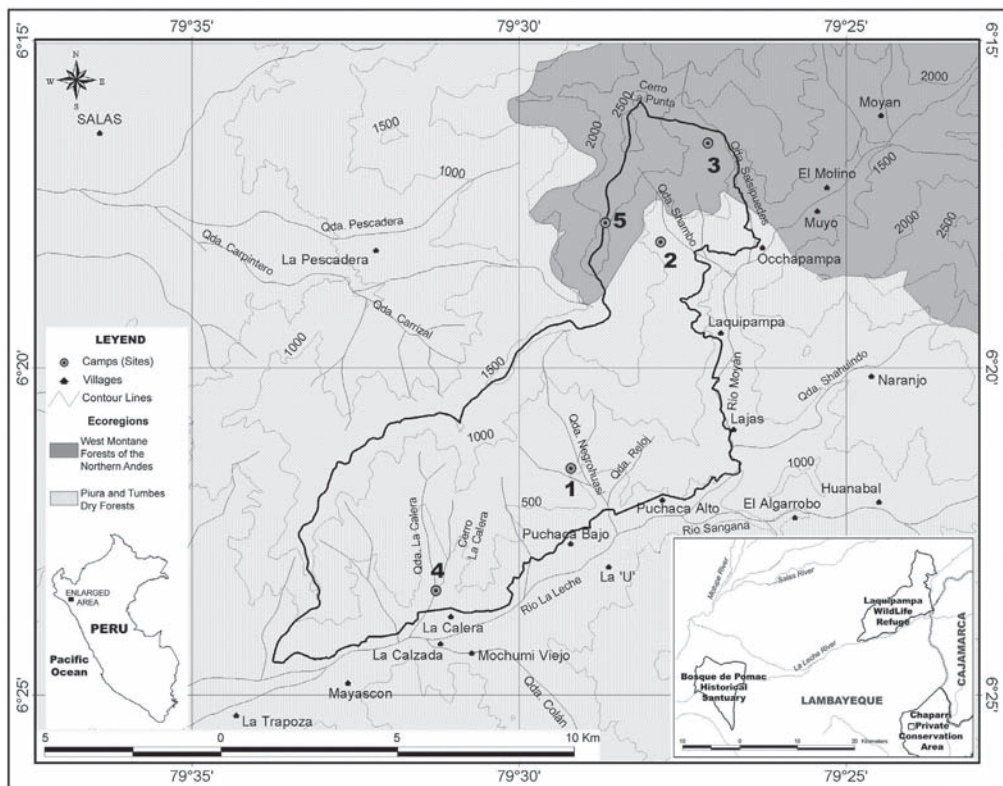 79°35'
79°30'
79°25'
6°15'
6°15'
N
W
E
S
SALAS
1500
1000
Qda. Pescadera
Qda. Carpintero
La Pescadera
Qda. Carrizal
1000
1500
Cerro
La Punta
2500
2000
2000
Moyan
El Molino
1500
Muyo
2000
2500
3
Qda. Salsipuedes
5
Qda. Shambo
2
Occhapampa
Laquipampa
Río Moyán
6°20'
6°20'
Qda. Shahuindo
Naranjo
Lajas
1000
Qda. Negrohuasi
Qda. Reloj
1
500
1000
Huanabal
Puchaca Alto
El Algarrobo
Rio Sangana
Puchaca Bajo
La 'U'
Qda. La Calera
Cerro
La Calera
4
Rio La Leche
La Calera
La Calzada
Mochumi Viejo
Mayascon
Qda. Colán
La Trapoza
6°25'
6°25'
LEYEND
Camps (Sites)
Villages
Contour Lines
Ecoregions
West Montane
Forests of the
Northern Andes
Piura and Tumbes
Dry Forests
ENLARGED
AREA
PERU
Pacific
Ocean
5
0
5
10 Km
Motupe River
Salas River
Laquipampa
WildLife
Refuge
La Leche River
CAJAMARCA
Bosque de Pomac
Historical
Santuary
LAMBAYEQUE
Chaparri
Private
Conservation
Area
10
0
20 Kilometers
79°35'
79°30'
79°25'